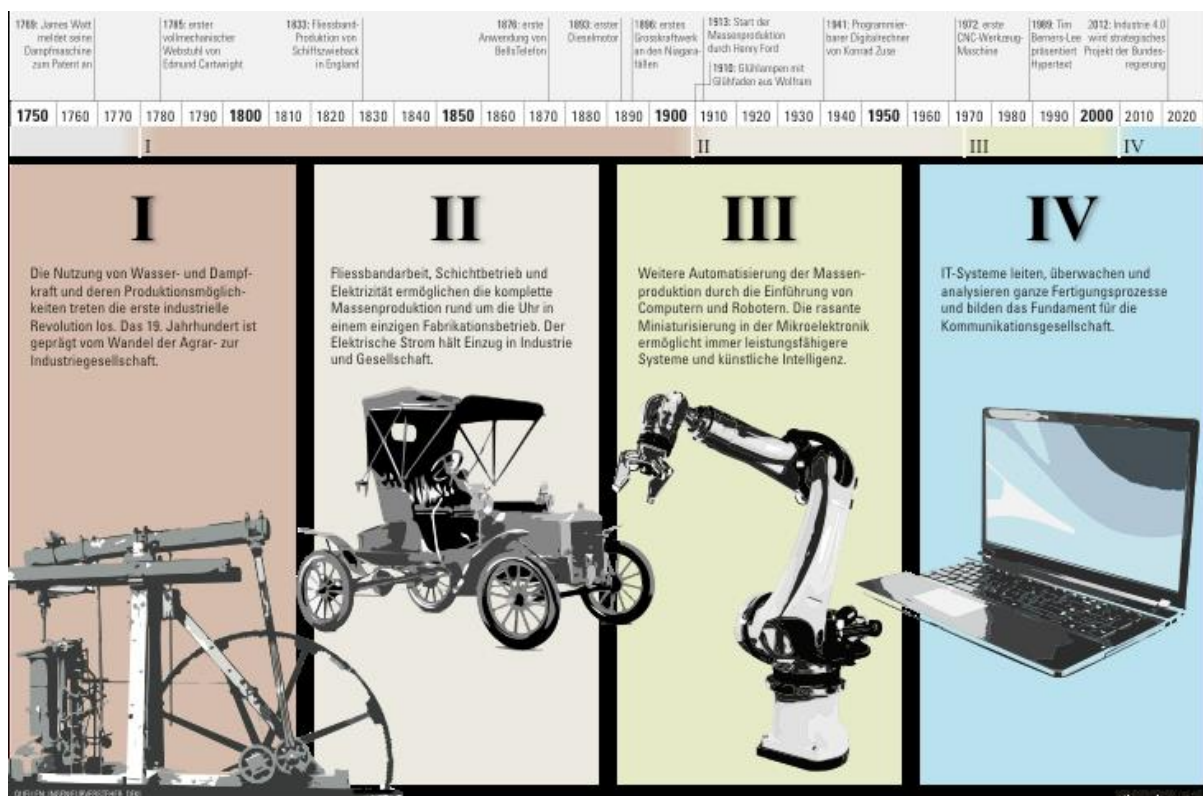 1769: James Watt
meldet seine
Dampfmaschine
zum Patent an
1785: erster
vollmechanischer
Webstuhl von
Edmund Cartwright
1833: Fliessband-
Produktion von
Schiffszwieback
in England
1876: erste
Anwendung von
Bells Telefon
1893: erster
Dieselmotor
1896: erstes
Grosskraftwerk
an den Niagara-
fällen
1913: Start der
Massenproduktion
durch Henry Ford
1910: Glühlampen mit
Glühfaden aus Wolfram
1941: Programmier-
barer Digitalrechner
von Konrad Zuse
1972: erste
CNC-Werkzeug-
Maschine
1989: Tim
Berners-Lee
präsentiert
Hypertext
2012: Industrie 4.0
wird strategisches
Projekt der Bundes-
regierung
1750 1760 1770 1780 1790 1800 1810 1820 1830 1840 1850 1860 1870 1880 1890 1900 1910 1920 1930 1940 1950 1960 1970 1980 1990 2000 2010 2020
I II III IV
I
Die Nutzung von Wasser- und Dampf-
kraft und deren Produktionsmöglich-
keiten treten die erste industrielle
Revolution los. Das 19. Jahrhundert ist
geprägt vom Wandel der Agrar- zur
Industriegesellschaft.
II
Fliessbandarbeit, Schichtbetrieb und
Elektrizität ermöglichen die komplette
Massenproduktion rund um die Uhr in
einem einzigen Fabrikationsbetrieb. Der
Elektrische Strom hält Einzug in Industrie
und Gesellschaft.
III
Weitere Automatisierung der Massen-
produktion durch die Einführung von
Computern und Robotern. Die rasante
Miniaturisierung in der Mikroelektronik
ermöglicht immer leistungsfähigere
Systeme und künstliche Intelligenz.
IV
IT-Systeme leiten, überwachen und
analysieren ganze Fertigungsprozesse
und bilden das Fundament für die
Kommunikationsgesellschaft.